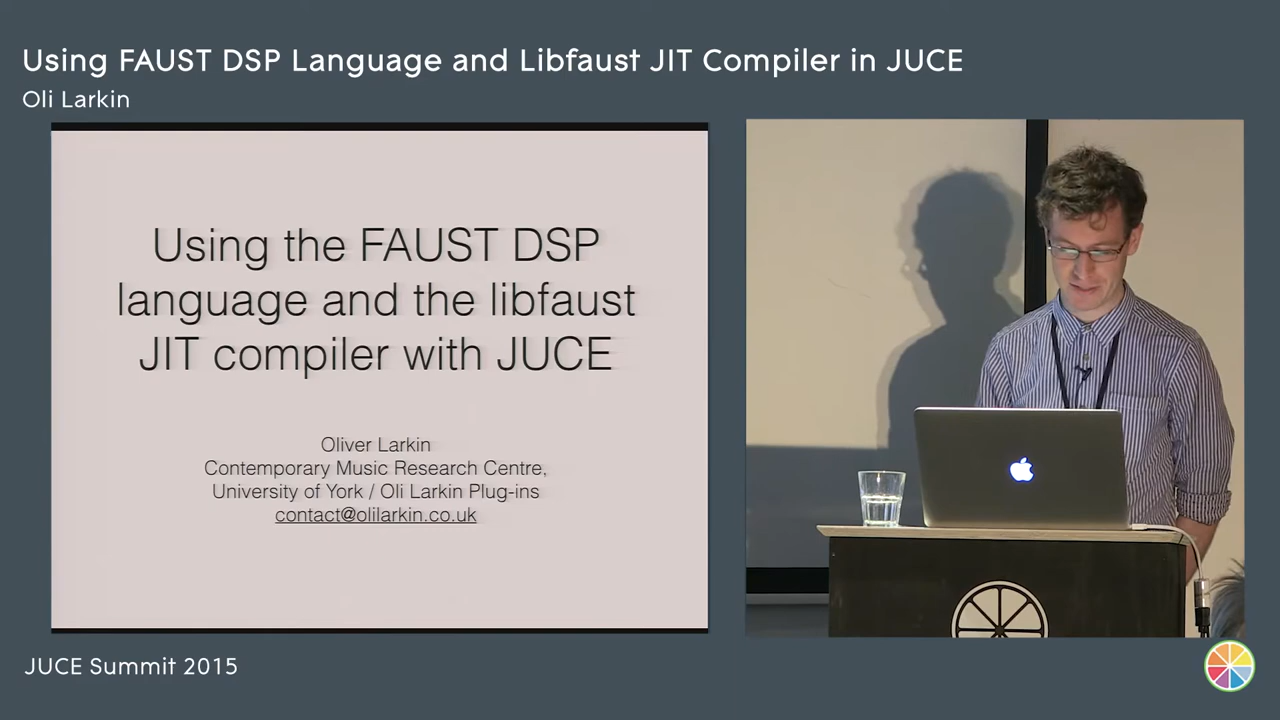 Using FAUST DSP Language and Libfaust JIT Compiler in JUCE
Oli Larkin
Using the FAUST DSP
language and the libfaust
JIT compiler with JUCE
Oliver Larkin
Contemporary Music Research Centre,
University of York / Oli Larkin Plug-ins
contact@olilarkin.co.uk
JUCE Summit 2015